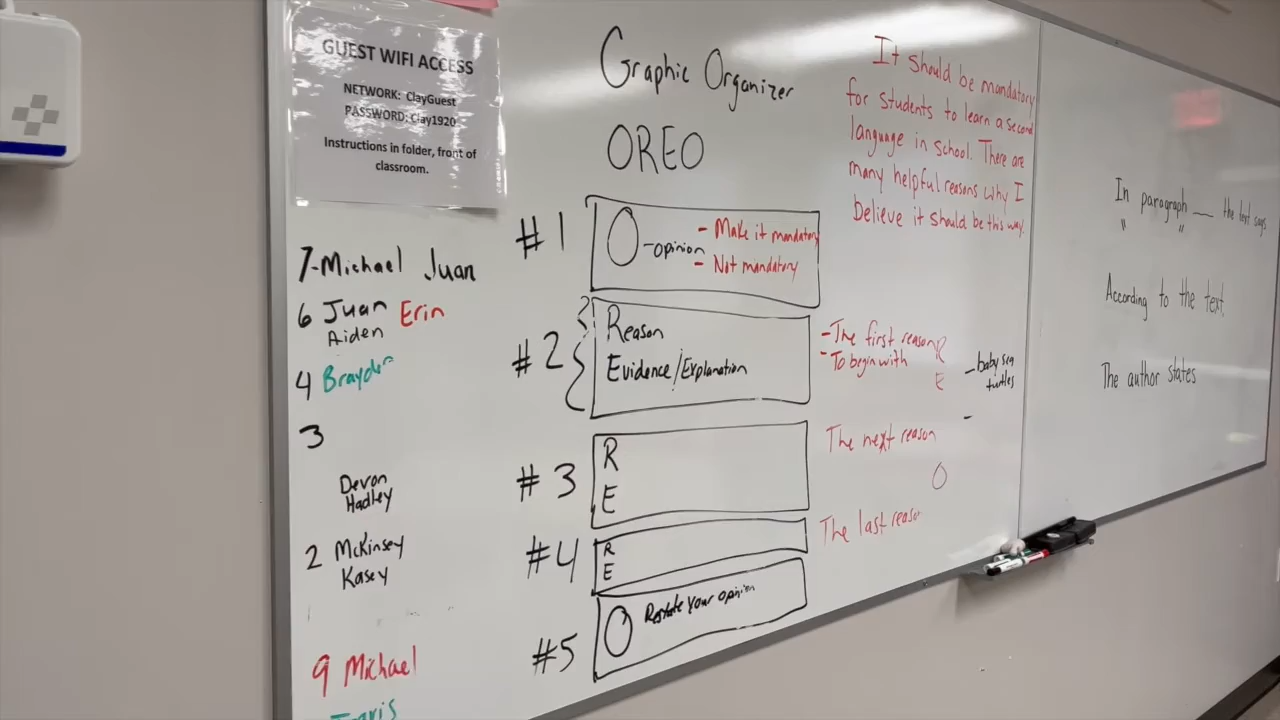 GUEST WIFI ACCESS
NETWORK: ClayGuest
PASSWORD: Clay1920
Instructions in folder, front of
classroom.
7-Michael Juan
6 Juan Erin
Aiden
4 Brayden
3
Devon
Hadley
2 McKinsey
Kasey
9 Michael
Travis
Graphic Organizer
OREO
#1
O -opinion
- Make it mandatory
- Not mandatory
#2
Reason
Evidence/Explanation
#3
R
E
#4
R
E
#5
O Restate your opinion
It should be mandatory
for students to learn a second
language in school. There are
many helpful reasons why I
believe it should be this way.
-The first reason
-To begin with
R
E
- baby sea
turtles
-
The next reason
O
The last reason
In paragraph ___ the text says
" "
According to the text
The author states